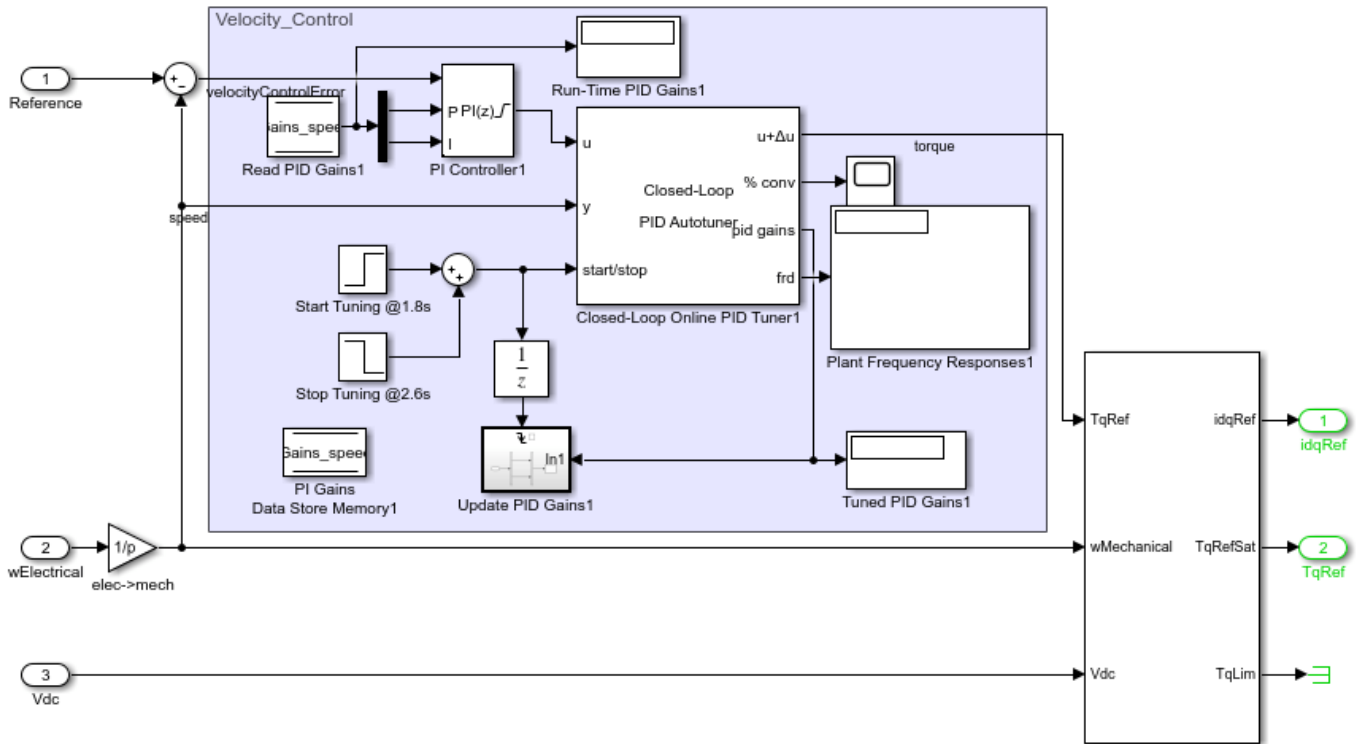 Velocity_Control
1
Reference
+
-
velocityControlError
Gains_spee
Read PID Gains1
P
PI(z)
I
PI Controller1
Run-Time PID Gains1
u
y
start/stop
Closed-Loop
PID Autotuner
u+Δu
% conv
pid gains
frd
Closed-Loop Online PID Tuner1
torque
speed
Start Tuning @1.8s
+
+
Stop Tuning @2.6s
1
z
Plant Frequency Responses1
Gains_spee
PI Gains
Data Store Memory1
In1
Update PID Gains1
Tuned PID Gains1
2
wElectrical
1/p
elec->mech
3
Vdc
TqRef
wMechanical
Vdc
idqRef
TqRefSat
TqLim
1
idqRef
2
TqRef